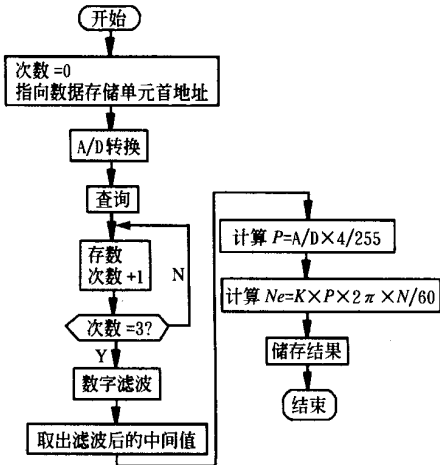 开始
次数=0
指向数据存储单元首地址
A/D转换
查询
存数
次数+1
N
次数=3?
Y
数字滤波
取出滤波后的中间值
计算 P=A/D×4/255
计算 Ne=K×P×2π×N/60
储存结果
结束